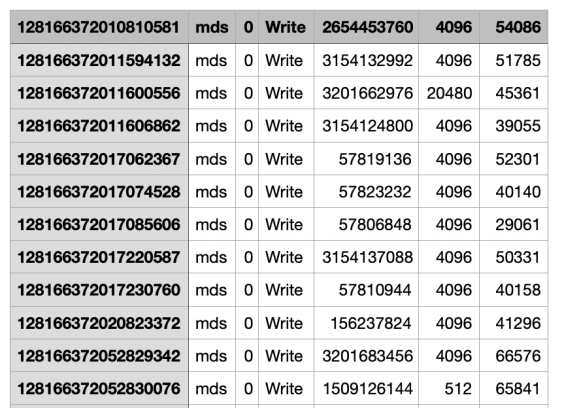 128166372010810581 mds 0 Write 2654453760 4096 54086
128166372011594132 mds 0 Write 3154132992 4096 51785
128166372011600556 mds 0 Write 3201662976 20480 45361
128166372011606862 mds 0 Write 3154124800 4096 39055
128166372017062367 mds 0 Write 57819136 4096 52301
128166372017074528 mds 0 Write 57823232 4096 40140
128166372017085606 mds 0 Write 57806848 4096 29061
128166372017220587 mds 0 Write 3154137088 4096 50331
128166372017230760 mds 0 Write 57810944 4096 40158
128166372020823372 mds 0 Write 156237824 4096 41296
128166372052829342 mds 0 Write 3201683456 4096 66576
128166372052830076 mds 0 Write 1509126144 512 65841